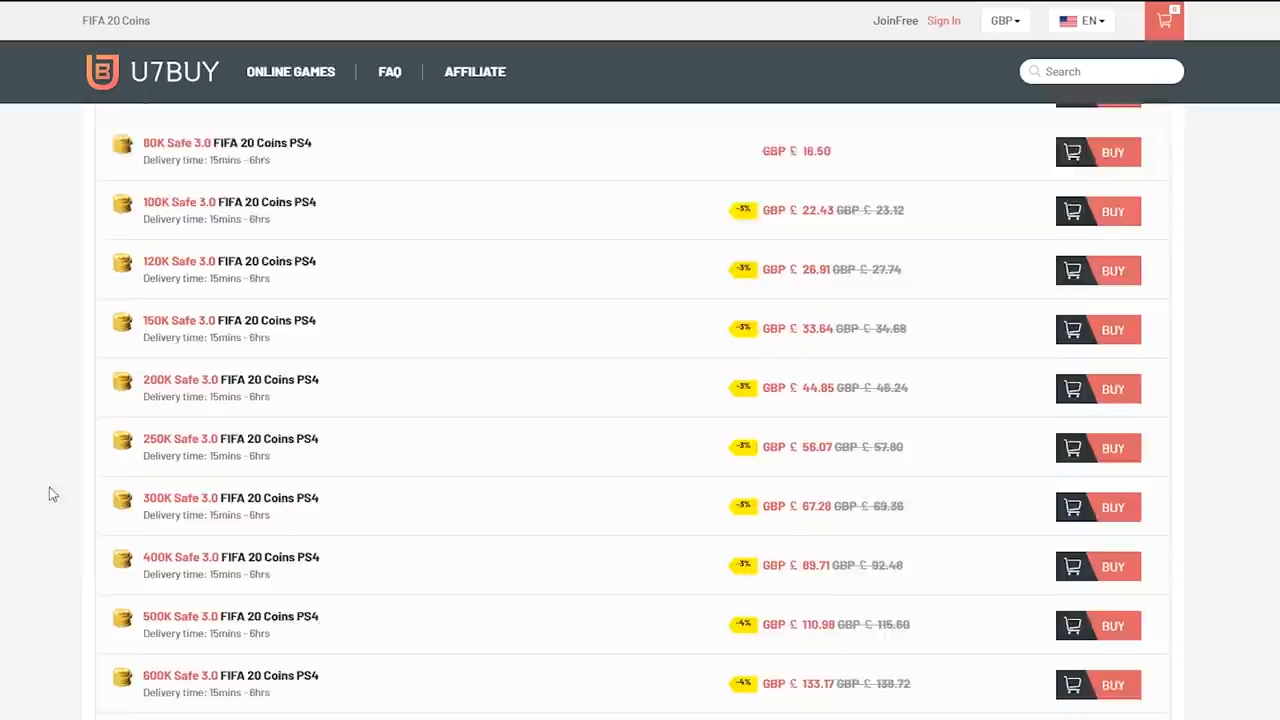 FIFA 20 Coins
JoinFree Sign In GBP EN 0
U7BUY ONLINE GAMES FAQ AFFILIATE Search
80K Safe 3.0 FIFA 20 Coins PS4
Delivery time: 15mins - 6hrs
GBP £ 18.50
BUY
100K Safe 3.0 FIFA 20 Coins PS4
Delivery time: 15mins - 6hrs
-3% GBP £ 22.43 GBP £ 23.12
BUY
120K Safe 3.0 FIFA 20 Coins PS4
Delivery time: 15mins - 6hrs
-3% GBP £ 26.91 GBP £ 27.74
BUY
150K Safe 3.0 FIFA 20 Coins PS4
Delivery time: 15mins - 6hrs
-3% GBP £ 33.64 GBP £ 34.68
BUY
200K Safe 3.0 FIFA 20 Coins PS4
Delivery time: 15mins - 6hrs
-3% GBP £ 44.85 GBP £ 46.24
BUY
250K Safe 3.0 FIFA 20 Coins PS4
Delivery time: 15mins - 6hrs
-3% GBP £ 56.07 GBP £ 57.80
BUY
300K Safe 3.0 FIFA 20 Coins PS4
Delivery time: 15mins - 6hrs
-3% GBP £ 67.28 GBP £ 69.36
BUY
400K Safe 3.0 FIFA 20 Coins PS4
Delivery time: 15mins - 6hrs
-3% GBP £ 89.71 GBP £ 92.48
BUY
500K Safe 3.0 FIFA 20 Coins PS4
Delivery time: 15mins - 6hrs
-4% GBP £ 110.98 GBP £ 115.60
BUY
600K Safe 3.0 FIFA 20 Coins PS4
Delivery time: 15mins - 6hrs
-4% GBP £ 133.17 GBP £ 138.72
BUY